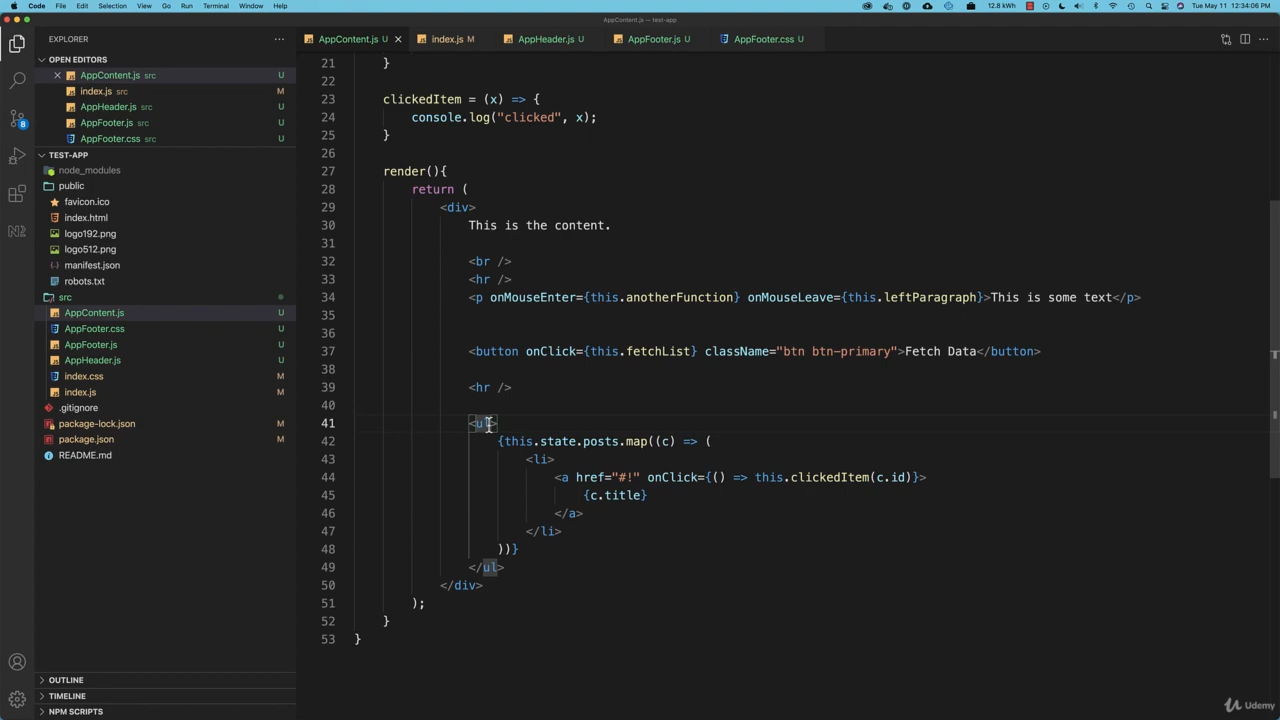 Code File Edit Selection View Go Run Terminal Window Help 12.8 kWh Tue May 11 12:34:06
AppContent.js — test-app
EXPLORER
AppContent.js U index.js M AppHeader.js U AppFooter.js U AppFooter.css U
OPEN EDITORS
AppContent.js src U
index.js src M
AppHeader.js src U
AppFooter.js src U
AppFooter.css src U
TEST-APP
node_modules
public
favicon.ico
index.html
logo192.png
logo512.png
manifest.json
robots.txt
src
AppContent.js U
AppFooter.css U
AppFooter.js U
AppHeader.js U
index.css M
index.js M
.gitignore
package-lock.json M
package.json M
README.md
OUTLINE
TIMELINE
NPM SCRIPTS
8
N2
21 }
22
23 clickedItem = (x) => {
24 console.log("clicked", x);
25 }
26
27 render(){
28 return (
29 <div>
30 This is the content.
31
32 <br />
33 <hr />
34 <p onMouseEnter={this.anotherFunction} onMouseLeave={this.leftParagraph}>This is some text</p>
35
36
37 <button onClick={this.fetchList} className="btn btn-primary">Fetch Data</button>
38
39 <hr />
40
41 <ul>
42 {this.state.posts.map((c) => (
43 <li>
44 <a href="#!" onClick={() => this.clickedItem(c.id)}>
45 {c.title}
46 </a>
47 </li>
48 ))}
49 </ul>
50 </div>
51 );
52 }
53 }
Udemy